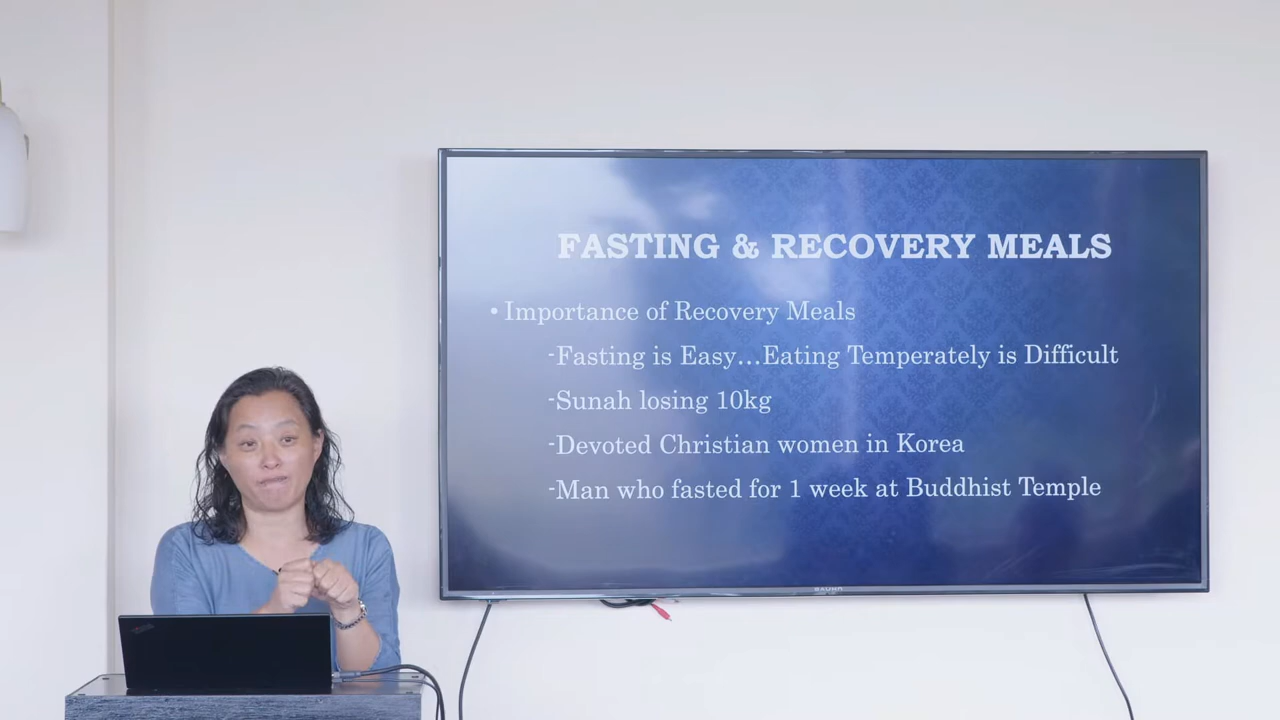 FASTING & RECOVERY MEALS
• Importance of Recovery Meals
-Fasting is Easy...Eating Temperately is Difficult
-Sunah losing 10kg
-Devoted Christian women in Korea
-Man who fasted for 1 week at Buddhist Temple